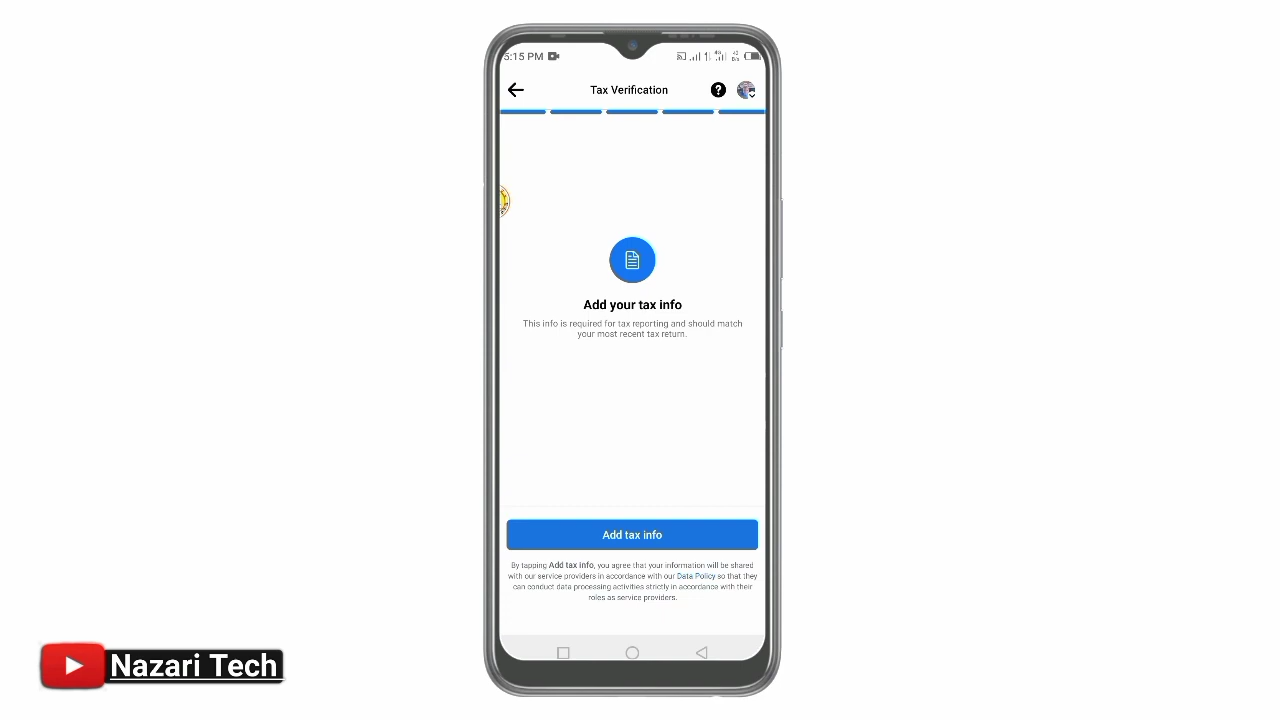 5:15 PM
Tax Verification
Add your tax info
This info is required for tax reporting and should match
your most recent tax return.
Add tax info
By tapping Add tax info, you agree that your information will be shared
with our service providers in accordance with our Data Policy so that they
can conduct data processing activities strictly in accordance with their
roles as service providers.
Nazari Tech